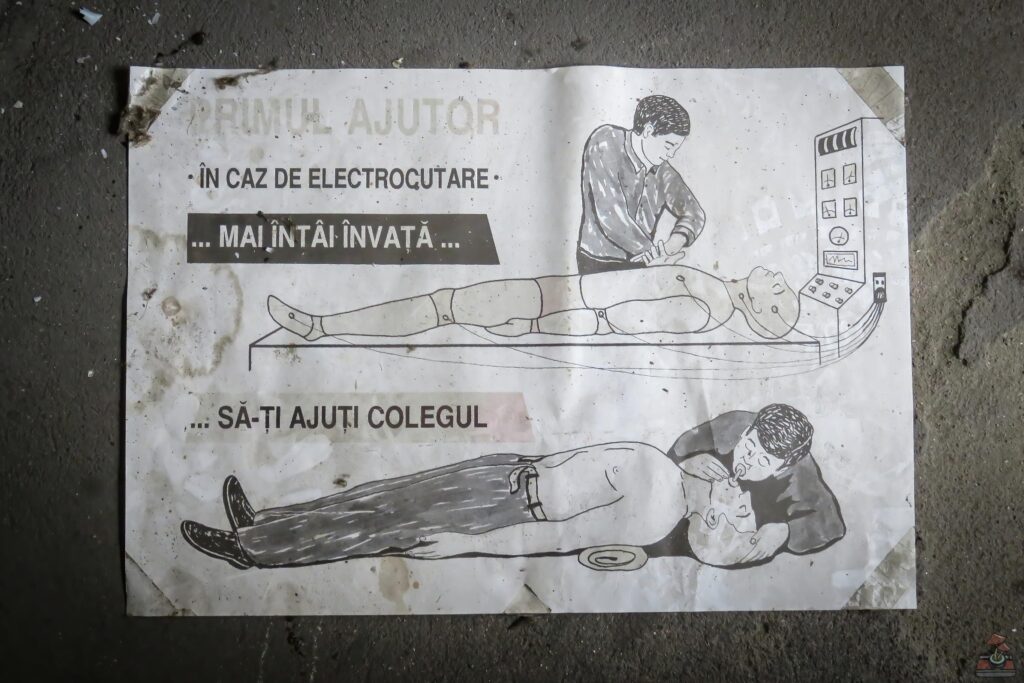 PRIMUL AJUTOR
· ÎN CAZ DE ELECTROCUTARE ·
... MAI ÎNTÂI ÎNVAȚĂ ...
... SĂ-ȚI AJUȚI COLEGUL